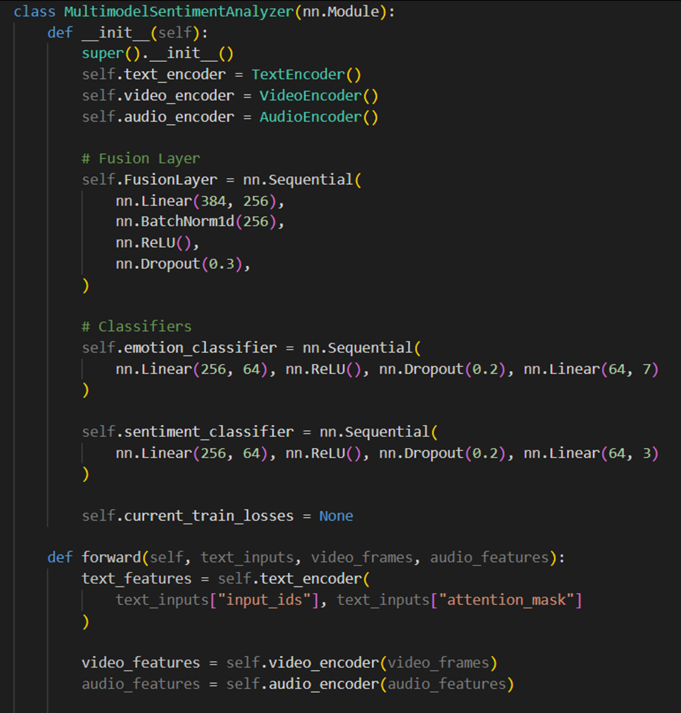 class MultimodelSentimentAnalyzer(nn.Module):
    def __init__(self):
        super().__init__()
        self.text_encoder = TextEncoder()
        self.video_encoder = VideoEncoder()
        self.audio_encoder = AudioEncoder()

        # Fusion Layer
        self.FusionLayer = nn.Sequential(
            nn.Linear(384, 256),
            nn.BatchNorm1d(256),
            nn.ReLU(),
            nn.Dropout(0.3),
        )

        # Classifiers
        self.emotion_classifier = nn.Sequential(
            nn.Linear(256, 64), nn.ReLU(), nn.Dropout(0.2), nn.Linear(64, 7)
        )

        self.sentiment_classifier = nn.Sequential(
            nn.Linear(256, 64), nn.ReLU(), nn.Dropout(0.2), nn.Linear(64, 3)
        )

        self.current_train_losses = None

    def forward(self, text_inputs, video_frames, audio_features):
        text_features = self.text_encoder(
            text_inputs["input_ids"], text_inputs["attention_mask"]
        )

        video_features = self.video_encoder(video_frames)
        audio_features = self.audio_encoder(audio_features)